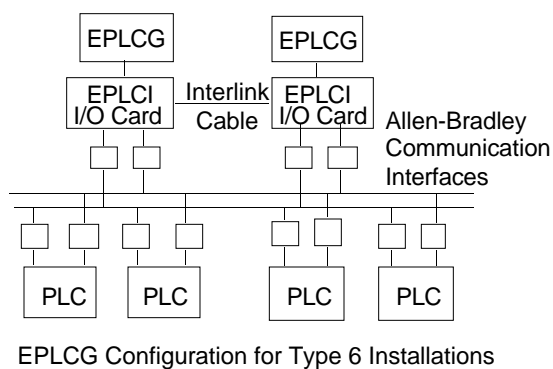 EPLCG
EPLCG
EPLCI
I/O Card
Interlink
Cable
EPLCI
I/O Card
Allen-Bradley
Communication
Interfaces
PLC
PLC
PLC
PLC
EPLCG Configuration for Type 6 Installations